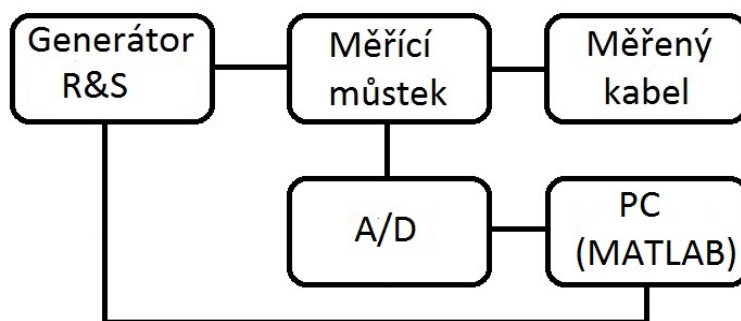 Generátor
R&S
Měřící
můstek
Měřený
kabel
A/D
PC
(MATLAB)